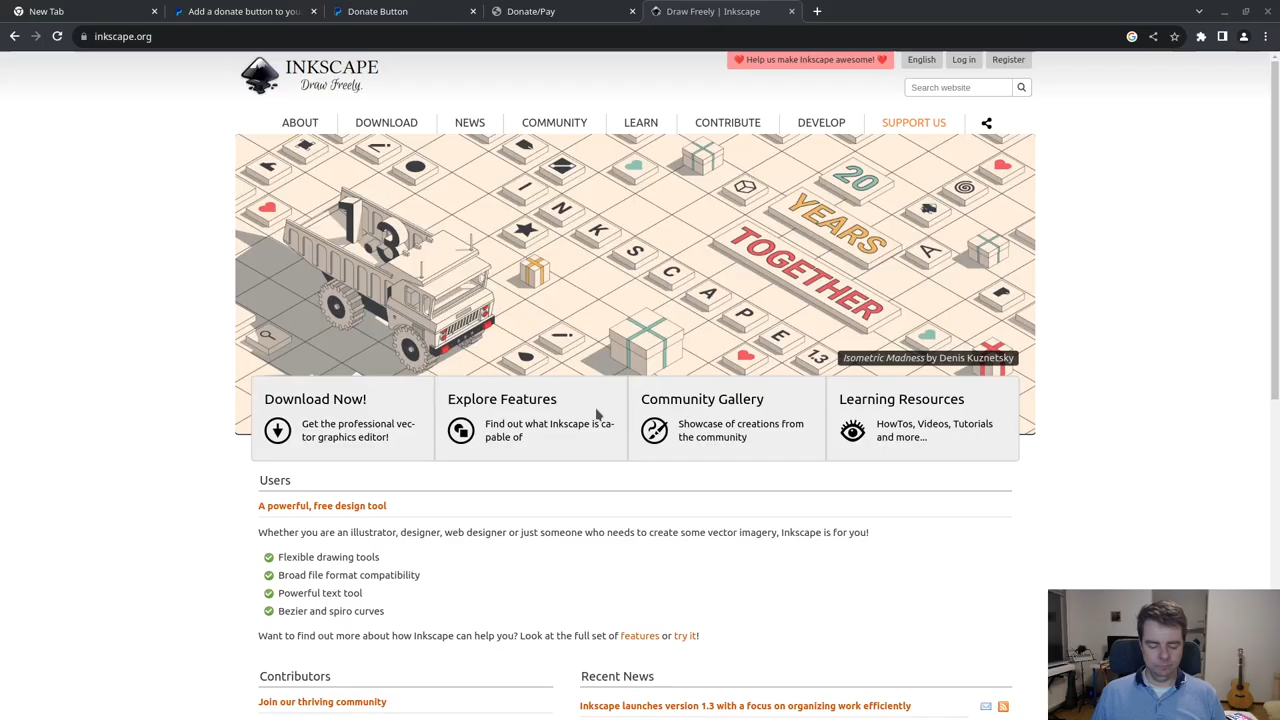 New Tab
Add a donate button to you
Donate Button
Donate/Pay
Draw Freely | Inkscape
inkscape.org
INKSCAPE
Draw Freely.
Help us make Inkscape awesome!
English
Log in
Register
Search website
ABOUT
DOWNLOAD
NEWS
COMMUNITY
LEARN
CONTRIBUTE
DEVELOP
SUPPORT US
13
INKSCAPE 1.3
20
YEARS
TOGETHER
A
Isometric Madness by Denis Kuznetsky
Download Now!
Get the professional vec-
tor graphics editor!
Explore Features
Find out what Inkscape is ca-
pable of
Community Gallery
Showcase of creations from
the community
Learning Resources
HowTos, Videos, Tutorials
and more...
Users
A powerful, free design tool
Whether you are an illustrator, designer, web designer or just someone who needs to create some vector imagery, Inkscape is for you!
Flexible drawing tools
Broad file format compatibility
Powerful text tool
Bezier and spiro curves
Want to find out more about how Inkscape can help you? Look at the full set of features or try it!
Contributors
Join our thriving community
Recent News
Inkscape launches version 1.3 with a focus on organizing work efficiently